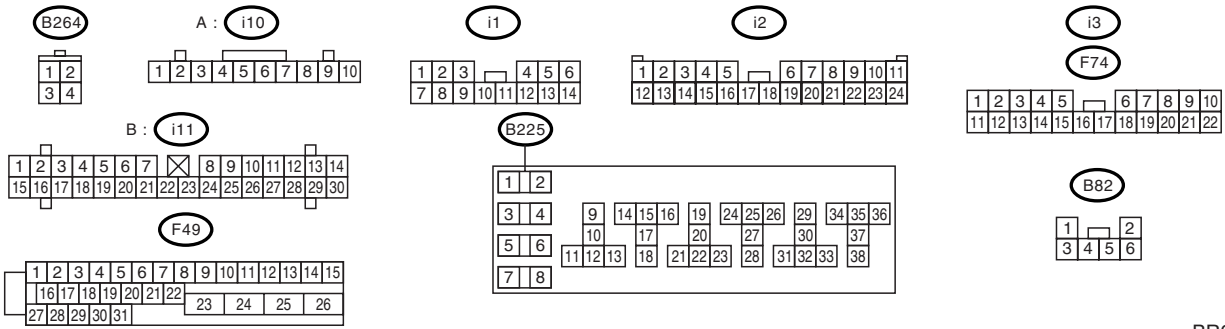 B264
A : i10
i1
i2
i3
F74
1 2
3 4
1 2 3 4 5 6 7 8 9 10
1 2 3 4 5 6
7 8 9 10 11 12 13 14
1 2 3 4 5 6 7 8 9 10 11
12 13 14 15 16 17 18 19 20 21 22 23 24
1 2 3 4 5 6 7 8 9 10
11 12 13 14 15 16 17 18 19 20 21 22
B : i11
1 2 3 4 5 6 7 8 9 10 11 12 13 14
15 16 17 18 19 20 21 22 23 24 25 26 27 28 29 30
B225
1 2
3 4 9 14 15 16 19 24 25 26 29 34 35 36
10 17 20 27 30 37
5 6 11 12 13 18 21 22 23 28 31 32 33 38
7 8
B82
1 2
3 4 5 6
F49
1 2 3 4 5 6 7 8 9 10 11 12 13 14 15
16 17 18 19 20 21 22 23 24 25 26
27 28 29 30 31